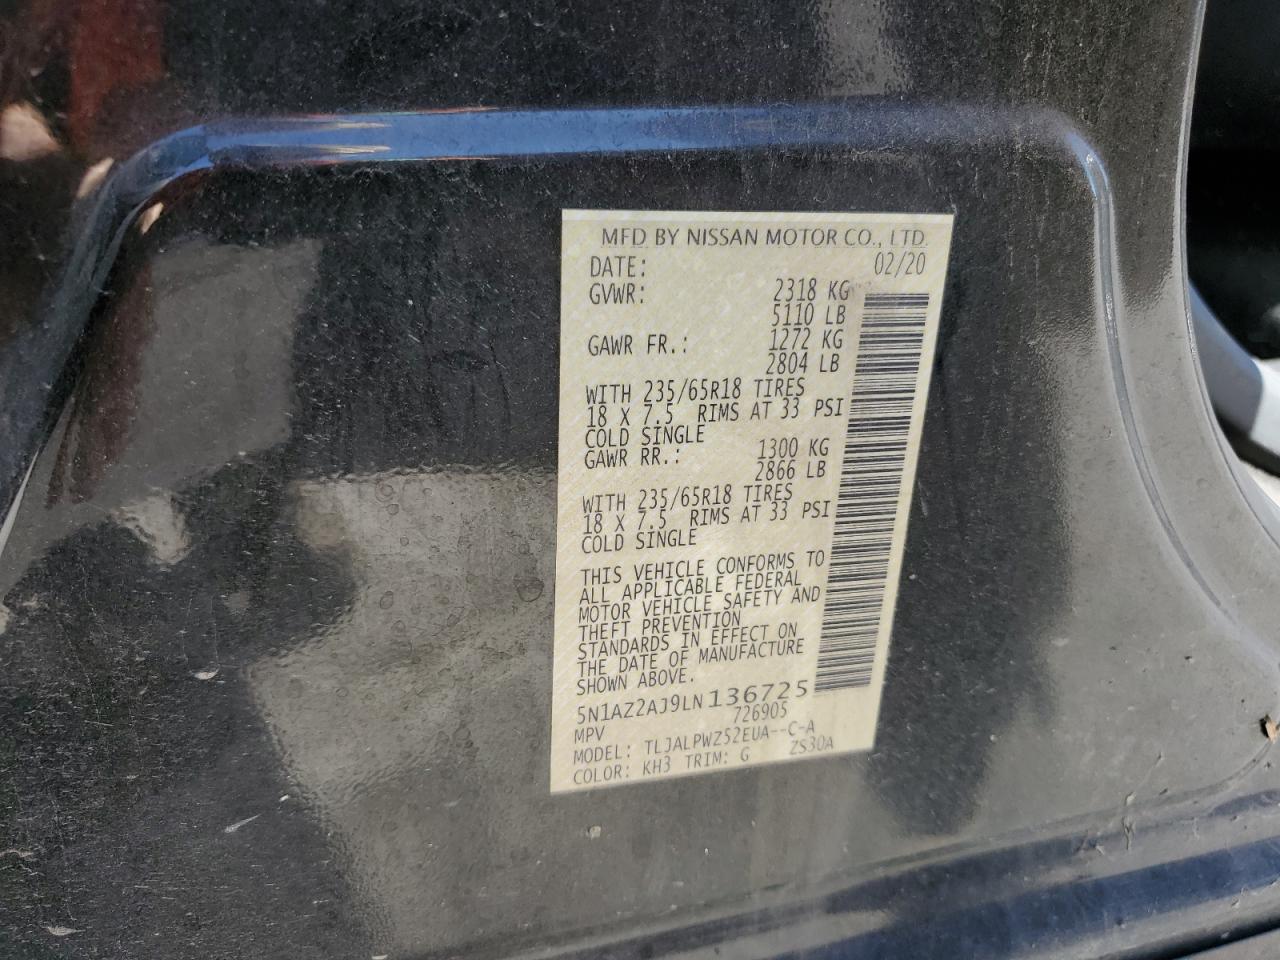 MFD BY NISSAN MOTOR CO., LTD.
DATE: 02/20
GVWR: 2318 KG
5110 LB
GAWR FR.: 1272 KG
2804 LB
WITH 235/65R18 TIRES
18 X 7.5 RIMS AT 33 PSI
COLD SINGLE
GAWR RR.: 1300 KG
2866 LB
WITH 235/65R18 TIRES
18 X 7.5 RIMS AT 33 PSI
COLD SINGLE
THIS VEHICLE CONFORMS TO
ALL APPLICABLE FEDERAL
MOTOR VEHICLE SAFETY AND
THEFT PREVENTION
STANDARDS IN EFFECT ON
THE DATE OF MANUFACTURE
SHOWN ABOVE.
5N1AZ2AJ9LN136725
MPV 726905
MODEL: TLJALPWZ52EUA--C-A
COLOR: KH3 TRIM: G ZS30A